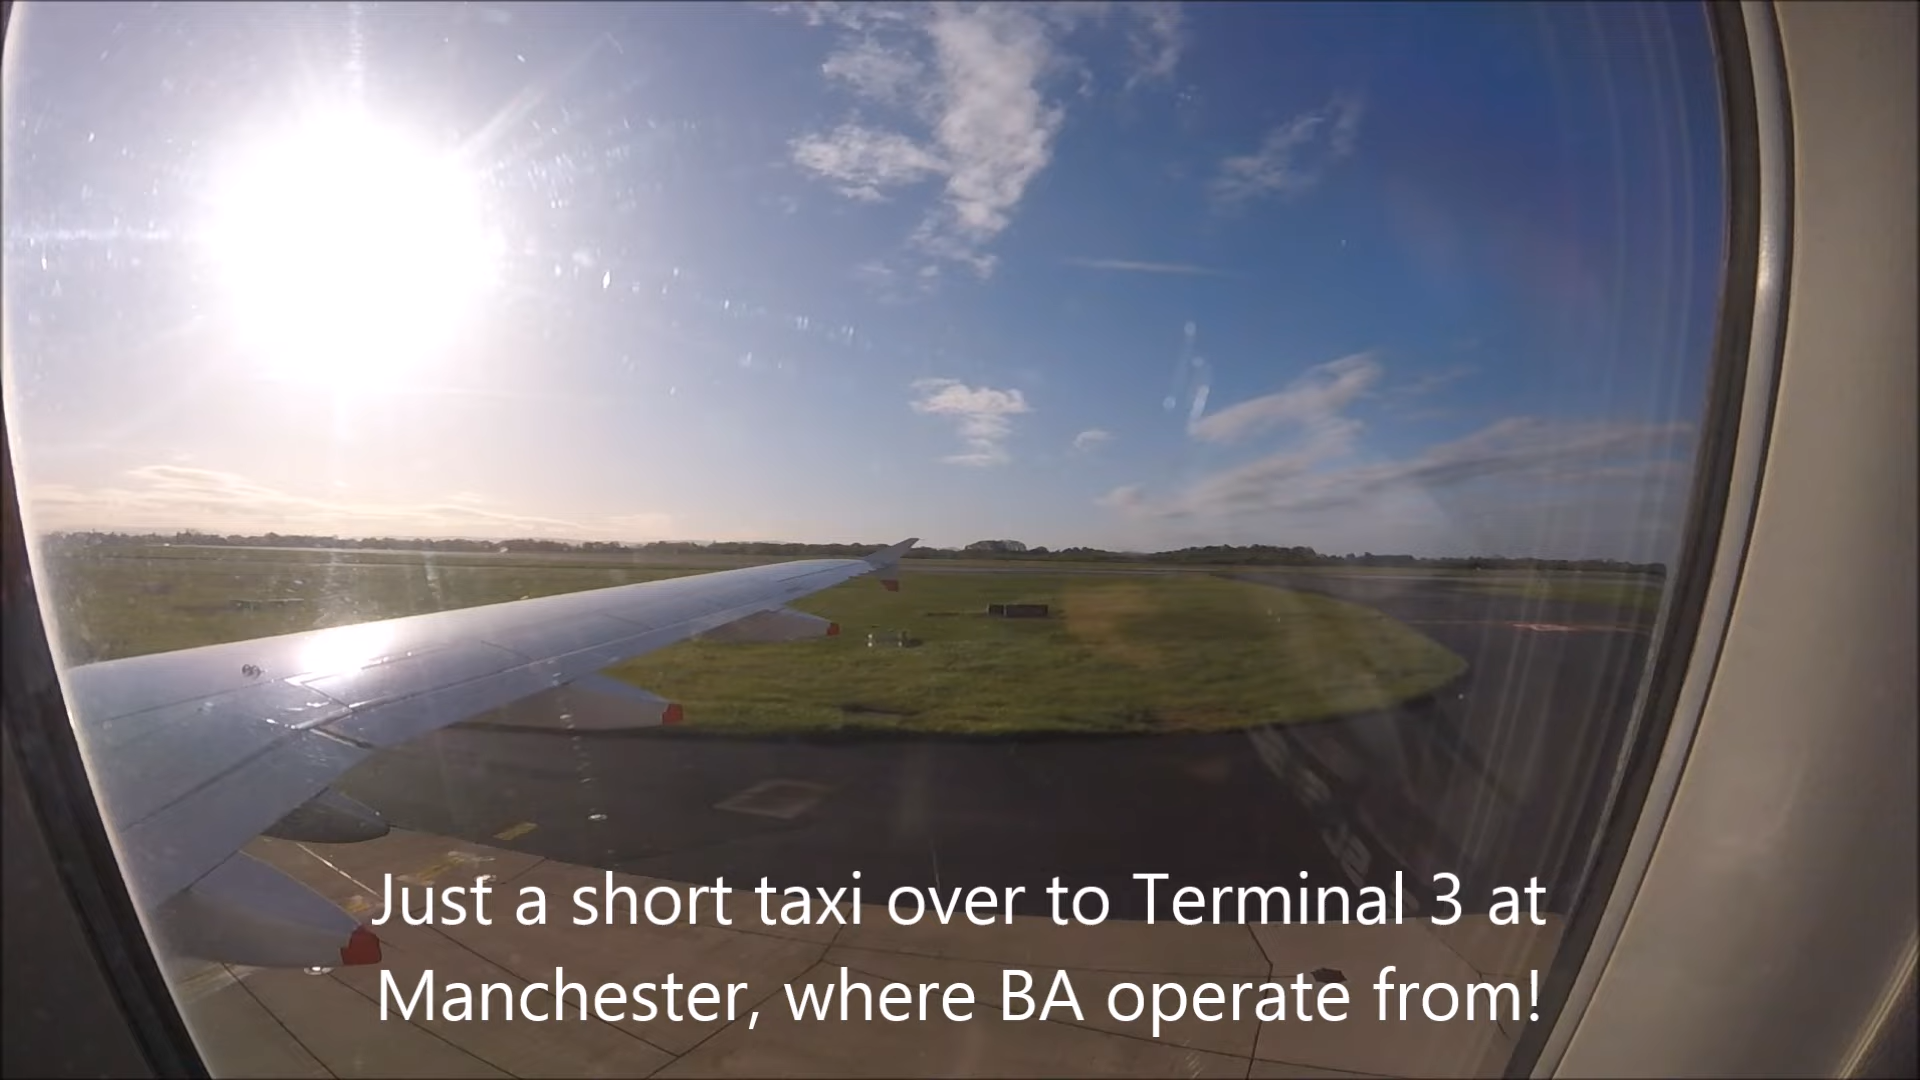 Just a short taxi over to Terminal 3 at
Manchester, where BA operate from!